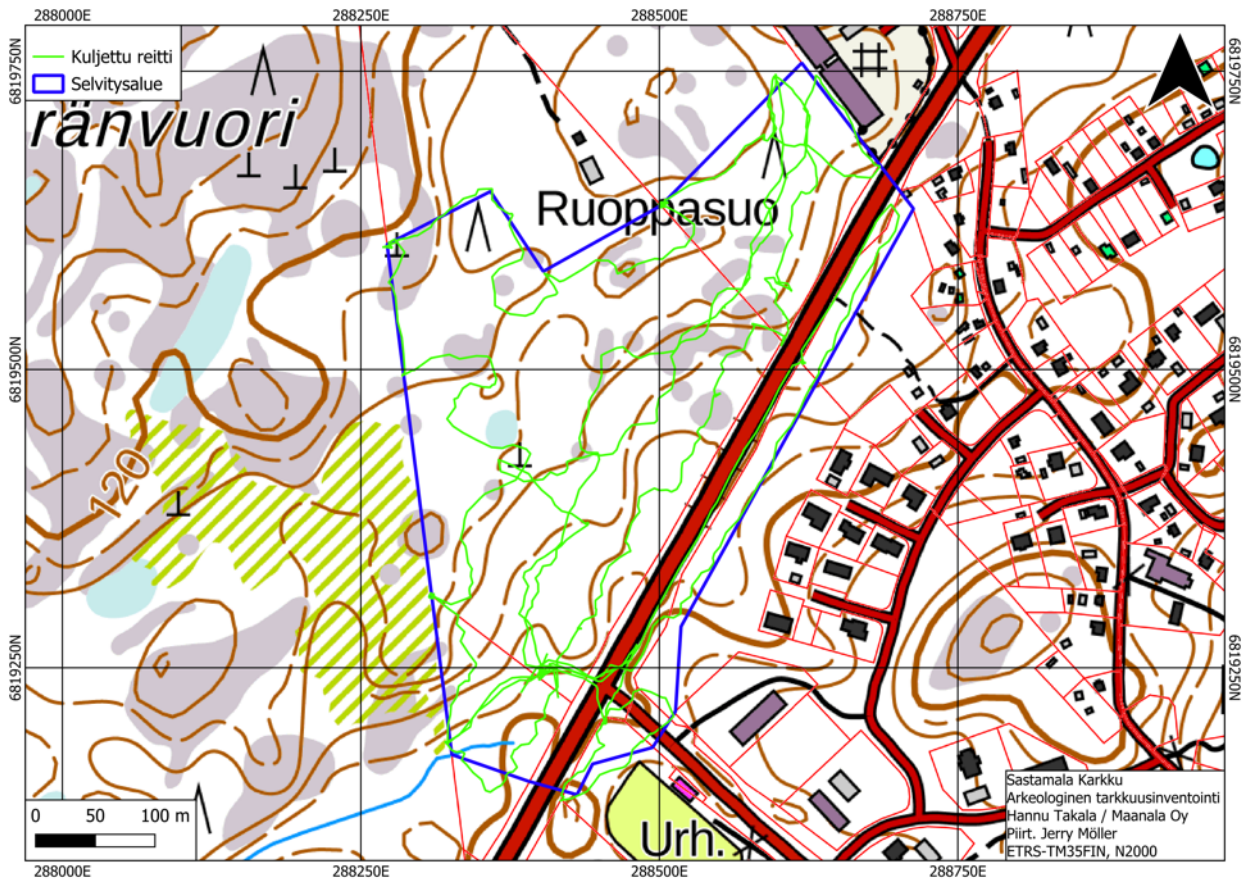 288000E 288250E 288500E 288750E
Kuljettu reitti
Selvitysalue
6819750N
6819750N
ränvuori
Ruoppasuo
6819500N
6819500N
120
6819250N
6819250N
0 50 100 m
Urh.
Sastamala Karkku
Arkeologinen tarkkuusinventointi
Hannu Takala / Maanala Oy
Piirt. Jerry Möller
ETRS-TM35FIN, N2000
288000E 288250E 288500E 288750E